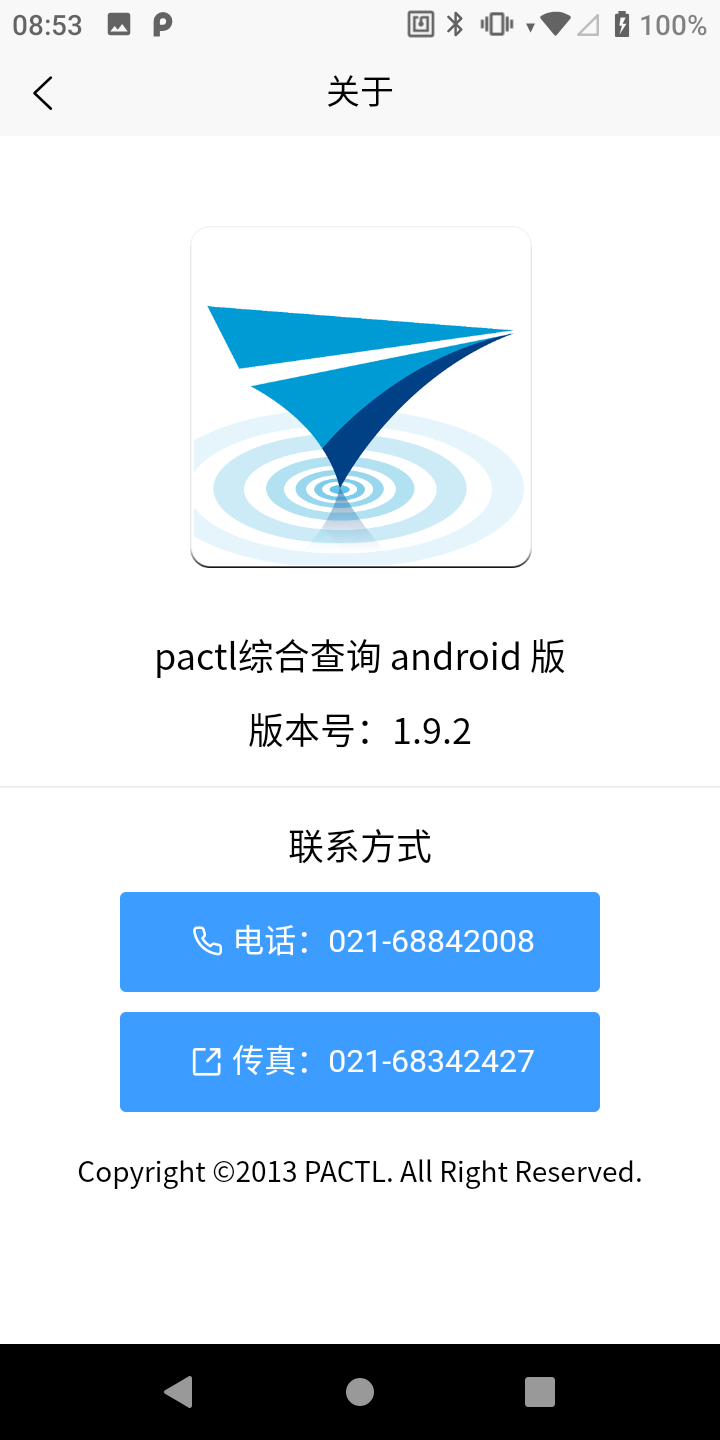 08:53
100%
关于
pactl综合查询 android 版
版本号：1.9.2
联系方式
电话：021-68842008
传真：021-68342427
Copyright ©2013 PACTL. All Right Reserved.